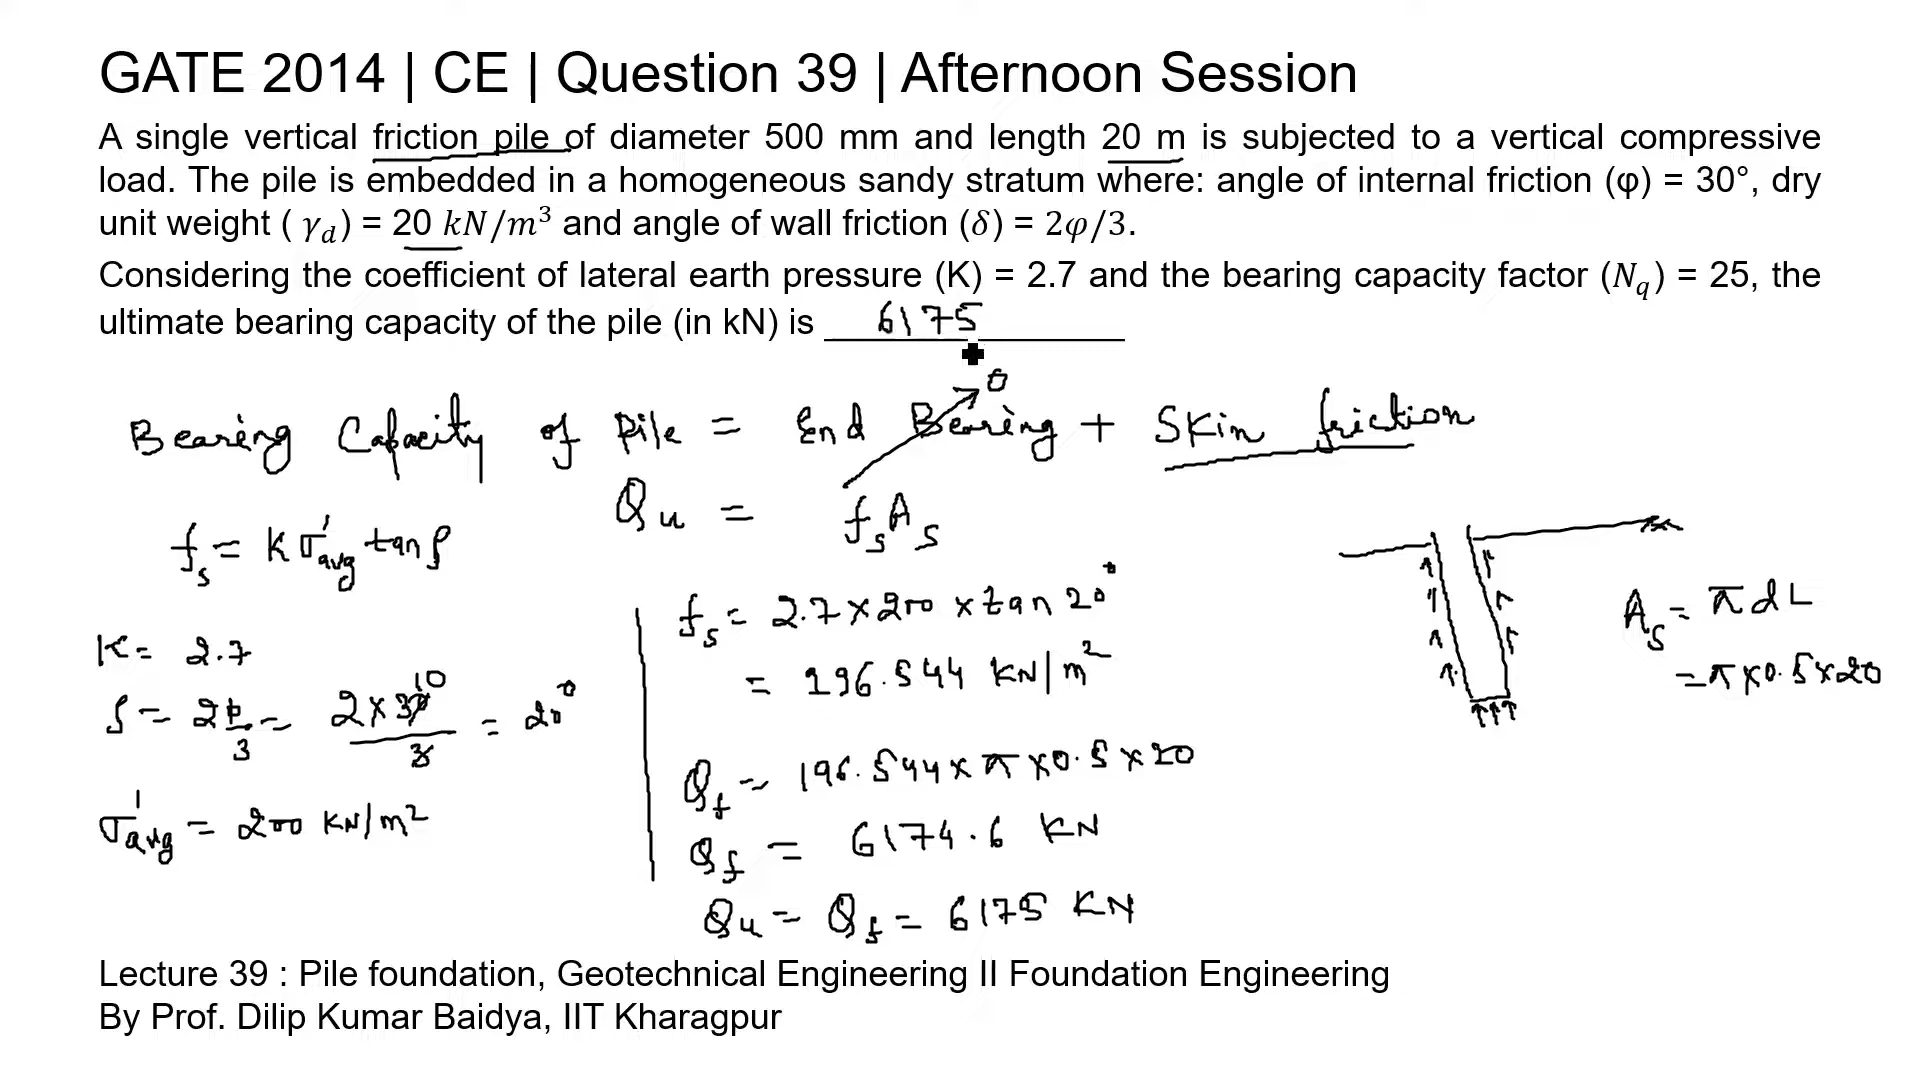 GATE 2014 | CE | Question 39 | Afternoon Session
A single vertical friction pile of diameter 500 mm and length 20 m is subjected to a vertical compressive
load. The pile is embedded in a homogeneous sandy stratum where: angle of internal friction (φ) = 30°, dry
unit weight ( γd) = 20 kN/m³ and angle of wall friction (δ) = 2φ/3.
Considering the coefficient of lateral earth pressure (K) = 2.7 and the bearing capacity factor (Nq) = 25, the
ultimate bearing capacity of the pile (in kN) is 6175
0
Bearing Capacity of Pile = End Bearing + Skin friction
Qu = fsAs
fs = Kσ'avg tanδ
K = 2.7
δ = 2φ/3 = 2×30/3 = 20°
10
σ'avg = 200 KN/m²
fs = 2.7×200×tan20°
= 196.544 KN/m²
Qf = 196.544×π×0.5×20
Qf = 6174.6 KN
Qu = Qf = 6175 KN
As = πdL
= π×0.5×20
Lecture 39 : Pile foundation, Geotechnical Engineering II Foundation Engineering
By Prof. Dilip Kumar Baidya, IIT Kharagpur